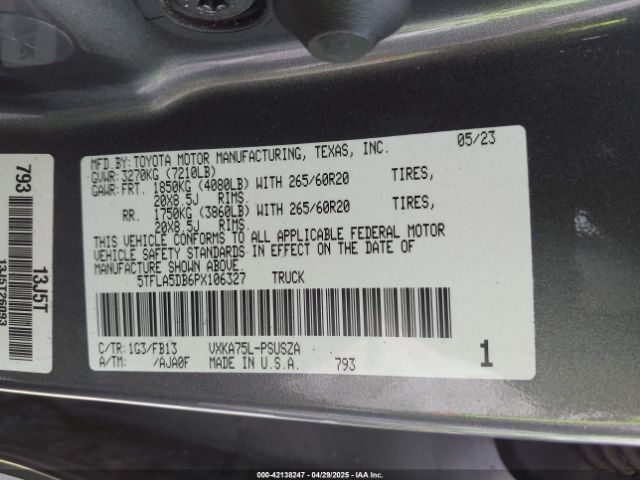 MFD.BY:TOYOTA MOTOR MANUFACTURING, TEXAS, INC. 05/23
GVWR: 3270KG (7210LB)
GAWR: FRT. 1850KG (4080LB) WITH 265/60R20 TIRES,
20X8.5J RIMS.
RR. 1750KG (3860LB) WITH 265/60R20 TIRES,
20X8.5J RIMS.
THIS VEHICLE CONFORMS TO ALL APPLICABLE FEDERAL MOTOR
VEHICLE SAFETY STANDARDS IN EFFECT ON THE DATE OF
MANUFACTURE SHOWN ABOVE.
5TFLA5DB6PX106327 TRUCK
C/TR: 1G3/FB13 VXKA75L-PSUSZA
A/TM: /AJA0F MADE IN U.S.A. 793
1
793
13J5T
000-42138247 - 04/29/2025 - IAA Inc.